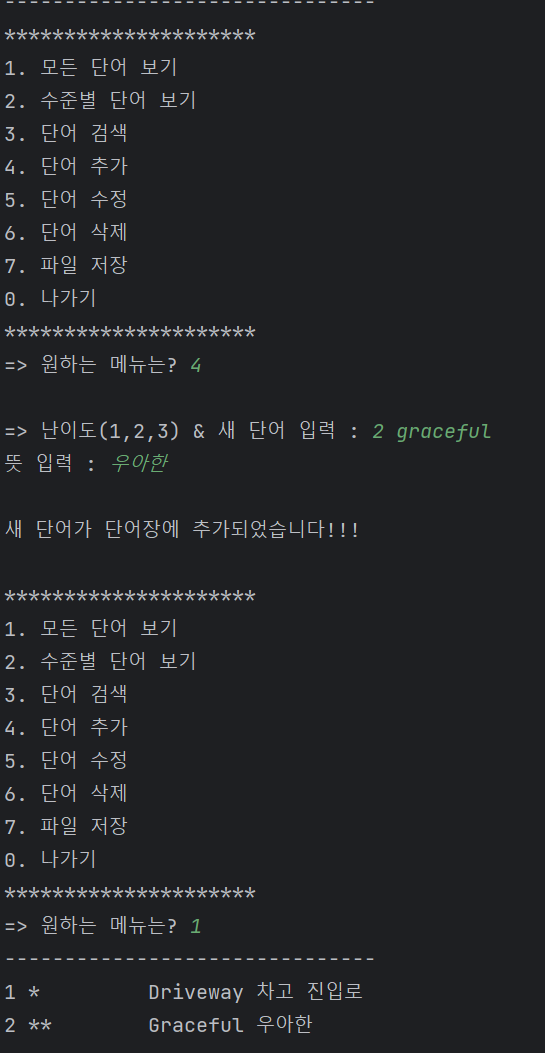 -------------------------------
*********************
1. 모든 단어 보기
2. 수준별 단어 보기
3. 단어 검색
4. 단어 추가
5. 단어 수정
6. 단어 삭제
7. 파일 저장
0. 나가기
*********************
=> 원하는 메뉴는? 4
=> 난이도(1,2,3) & 새 단어 입력 : 2 graceful
뜻 입력 : 우아한
새 단어가 단어장에 추가되었습니다!!!
*********************
1. 모든 단어 보기
2. 수준별 단어 보기
3. 단어 검색
4. 단어 추가
5. 단어 수정
6. 단어 삭제
7. 파일 저장
0. 나가기
*********************
=> 원하는 메뉴는? 1
-------------------------------
1 *         Driveway 차고 진입로
2 **        Graceful 우아한